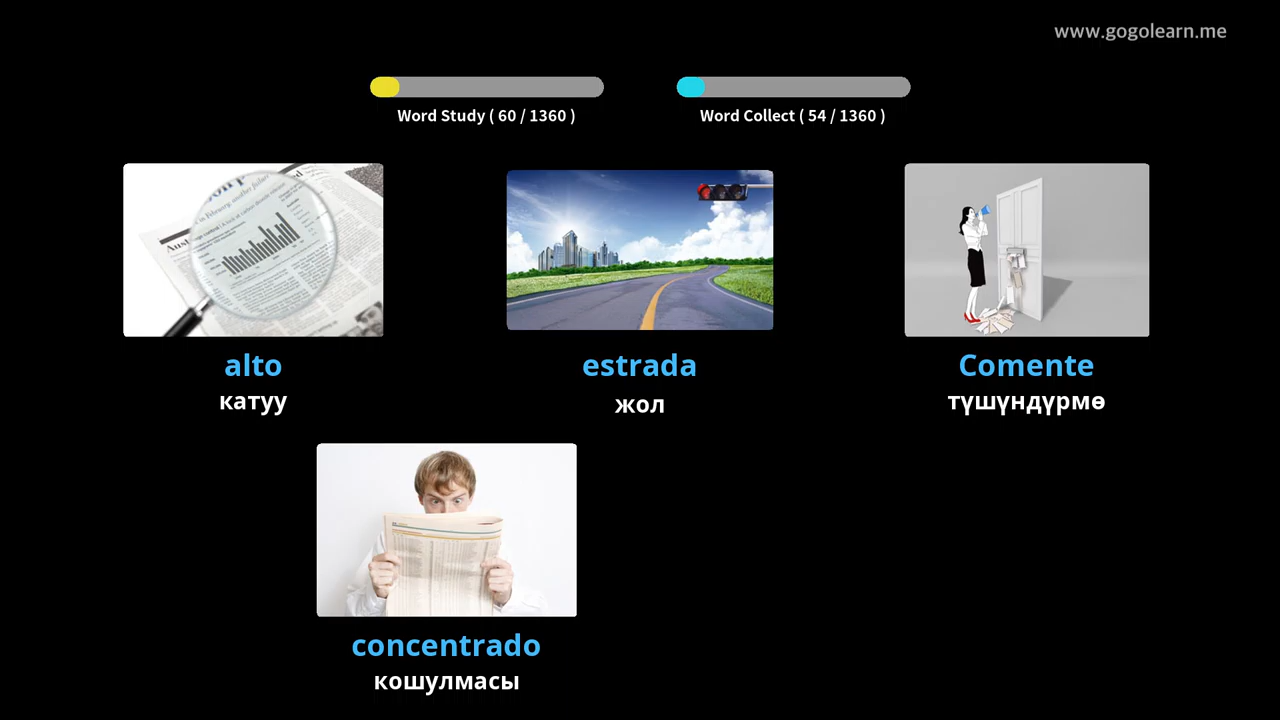 www.gogolearn.me
Word Study ( 60 / 1360 )
Word Collect ( 54 / 1360 )
alto
катуу
estrada
жол
Comente
түшүндүрмө
concentrado
кошулмасы